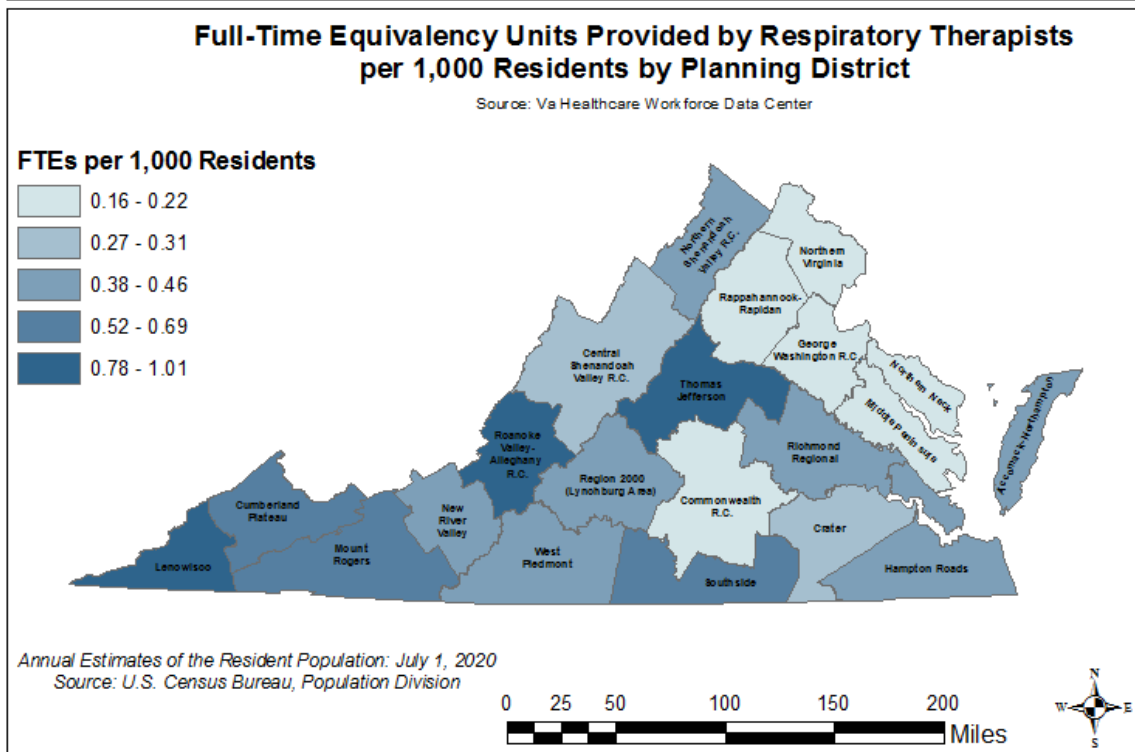 Full-Time Equivalency Units Provided by Respiratory Therapists
per 1,000 Residents by Planning District
Source: Va Healthcare Workforce Data Center
FTEs per 1,000 Residents
0.16 - 0.22
0.27 - 0.31
0.38 - 0.46
0.52 - 0.69
0.78 - 1.01
Northern
Shenandoah
Valley R.C.
Northern
Virginia
Rappahannock-
Rapidan
George
Washington R.C.
Northern Neck
Middle Peninsula
Central
Shenandoah
Valley R.C.
Thomas
Jefferson
Accomack-Northampton
Roanoke
Valley-
Alleghany
R.C.
Richmond
Regional
Region 2000
(Lynchburg Area)
Commonwealth
R.C.
Cumberland
Plateau
New
River
Valley
Crater
Mount
Rogers
West
Piedmont
Lenowisco
Southside
Hampton Roads
Annual Estimates of the Resident Population: July 1, 2020
Source: U.S. Census Bureau, Population Division
0 25 50 100 150 200
Miles
N
W E
S